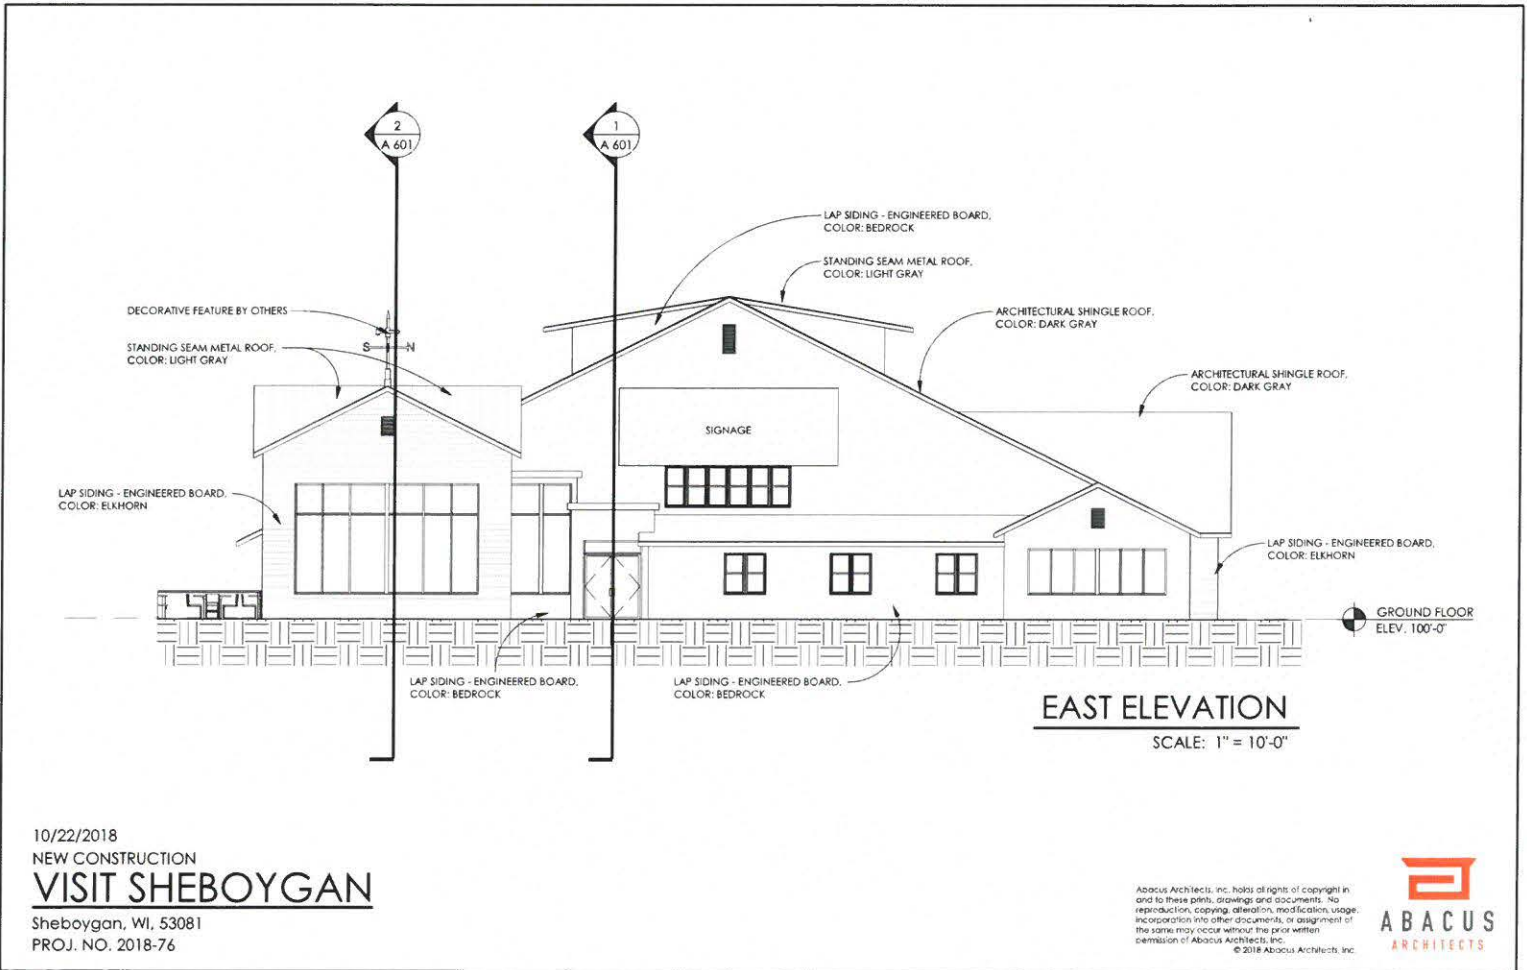 2
A 601
1
A 601
LAP SIDING - ENGINEERED BOARD,
COLOR: BEDROCK
STANDING SEAM METAL ROOF,
COLOR: LIGHT GRAY
DECORATIVE FEATURE BY OTHERS
ARCHITECTURAL SHINGLE ROOF,
COLOR: DARK GRAY
STANDING SEAM METAL ROOF,
COLOR: LIGHT GRAY
S N
ARCHITECTURAL SHINGLE ROOF,
COLOR: DARK GRAY
SIGNAGE
LAP SIDING - ENGINEERED BOARD,
COLOR: ELKHORN
LAP SIDING - ENGINEERED BOARD,
COLOR: ELKHORN
GROUND FLOOR
ELEV. 100'-0"
LAP SIDING - ENGINEERED BOARD,
COLOR: BEDROCK
LAP SIDING - ENGINEERED BOARD,
COLOR: BEDROCK
EAST ELEVATION
SCALE: 1" = 10'-0"
10/22/2018
NEW CONSTRUCTION
VISIT SHEBOYGAN
Sheboygan, WI, 53081
PROJ. NO. 2018-76
Abacus Architects, Inc. holds all rights of copyright in
and to these prints, drawings and documents. No
reproduction, copying, alteration, modification, usage,
incorporation into other documents, or assignment of
the same may occur without the prior written
permission of Abacus Architects, Inc.
© 2018 Abacus Architects, Inc.
ABACUS
ARCHITECTS